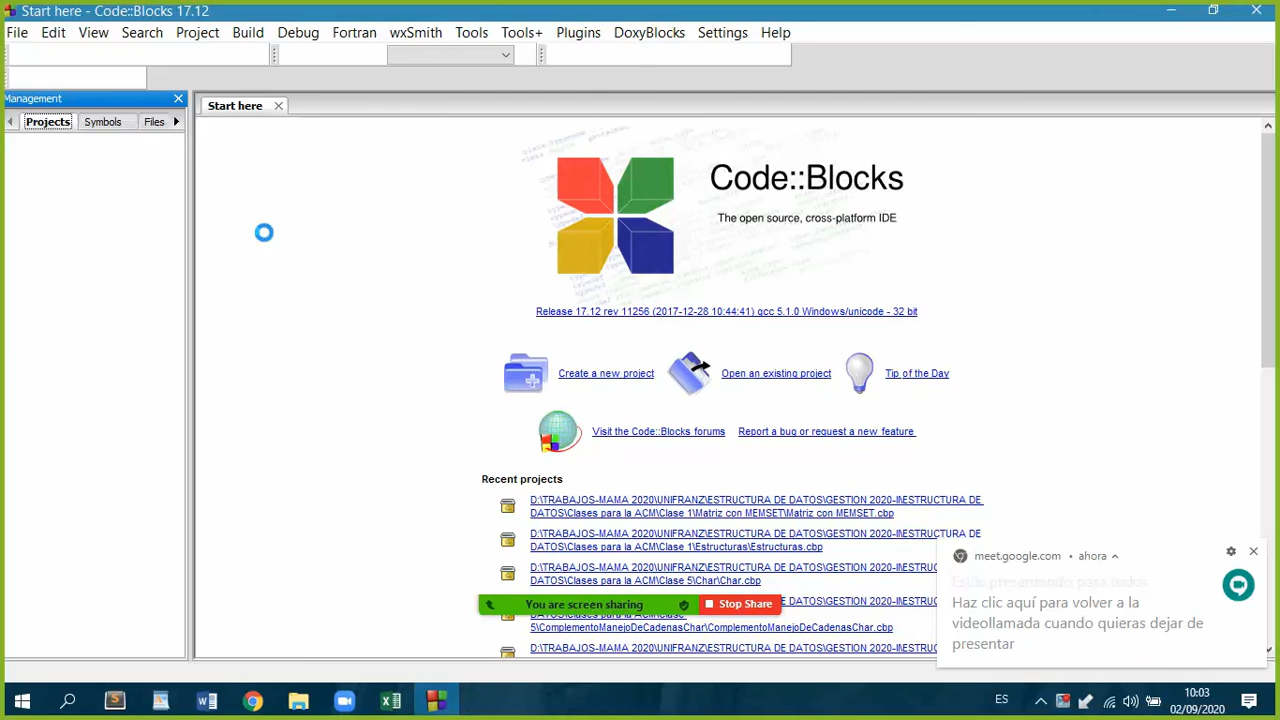 Start here - Code::Blocks 17.12
File Edit View Search Project Build Debug Fortran wxSmith Tools Tools+ Plugins DoxyBlocks Settings Help
Management
Projects Symbols Files
Start here
Code::Blocks
The open source, cross-platform IDE
Release 17.12 rev 11256 (2017-12-28 10:44:41) gcc 5.1.0 Windows/unicode - 32 bit
Create a new project Open an existing project Tip of the Day
Visit the Code::Blocks forums Report a bug or request a new feature
Recent projects
D:\TRABAJOS-MAMA 2020\UNIFRANZ\ESTRUCTURA DE DATOS\GESTION 2020-II\ESTRUCTURA DE
DATOS\Clases para la ACM\Clase 1\Matriz con MEMSET\Matriz con MEMSET.cbp
D:\TRABAJOS-MAMA 2020\UNIFRANZ\ESTRUCTURA DE DATOS\GESTION 2020-II\ESTRUCTURA DE
DATOS\Clases para la ACM\Clase 1\Estructuras\Estructuras.cbp
D:\TRABAJOS-MAMA 2020\UNIFRANZ\ESTRUCTURA DE DATOS\GESTION 2020-
DATOS\Clases para la ACM\Clase 5\Char\Char.cbp
You are screen sharing Stop Share
5\ComplementoManejoDeCadenasChar\ComplementoManejoDeCadenasChar.cbp
D:\TRABAJOS-MAMA 2020\UNIFRANZ\ESTRUCTURA DE DATOS\GESTION 2020-
meet.google.com • ahora
Estás presentando para todos
Haz clic aquí para volver a la
videollamada cuando quieras dejar de
presentar
ES
10:03
02/09/2020